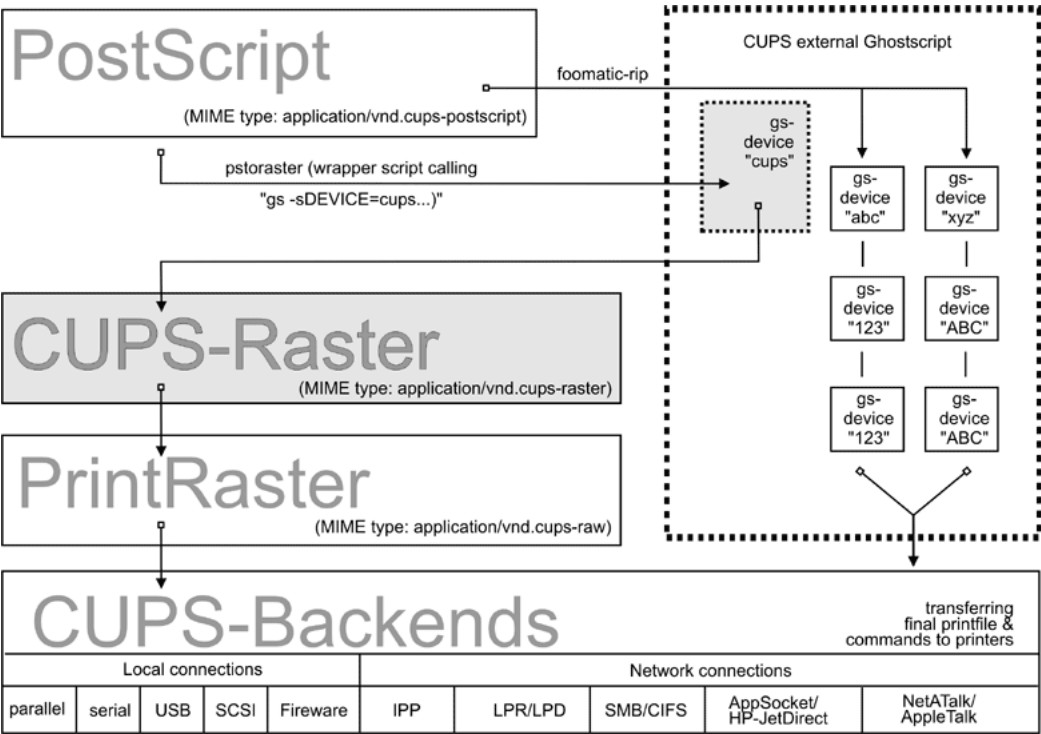 PostScript
(MIME type: application/vnd.cups-postscript)
foomatic-rip
CUPS external Ghostscript
gs-
device
"cups"
pstoraster (wrapper script calling
"gs -sDEVICE=cups...)"
gs-
device
"abc"
gs-
device
"xyz"
gs-
device
"123"
gs-
device
"ABC"
gs-
device
"123"
gs-
device
"ABC"
CUPS-Raster
(MIME type: application/vnd.cups-raster)
PrintRaster
(MIME type: application/vnd.cups-raw)
CUPS-Backends
transferring
final printfile &
commands to printers
Local connections
Network connections
parallel
serial
USB
SCSI
Fireware
IPP
LPR/LPD
SMB/CIFS
AppSocket/
HP-JetDirect
NetATalk/
AppleTalk